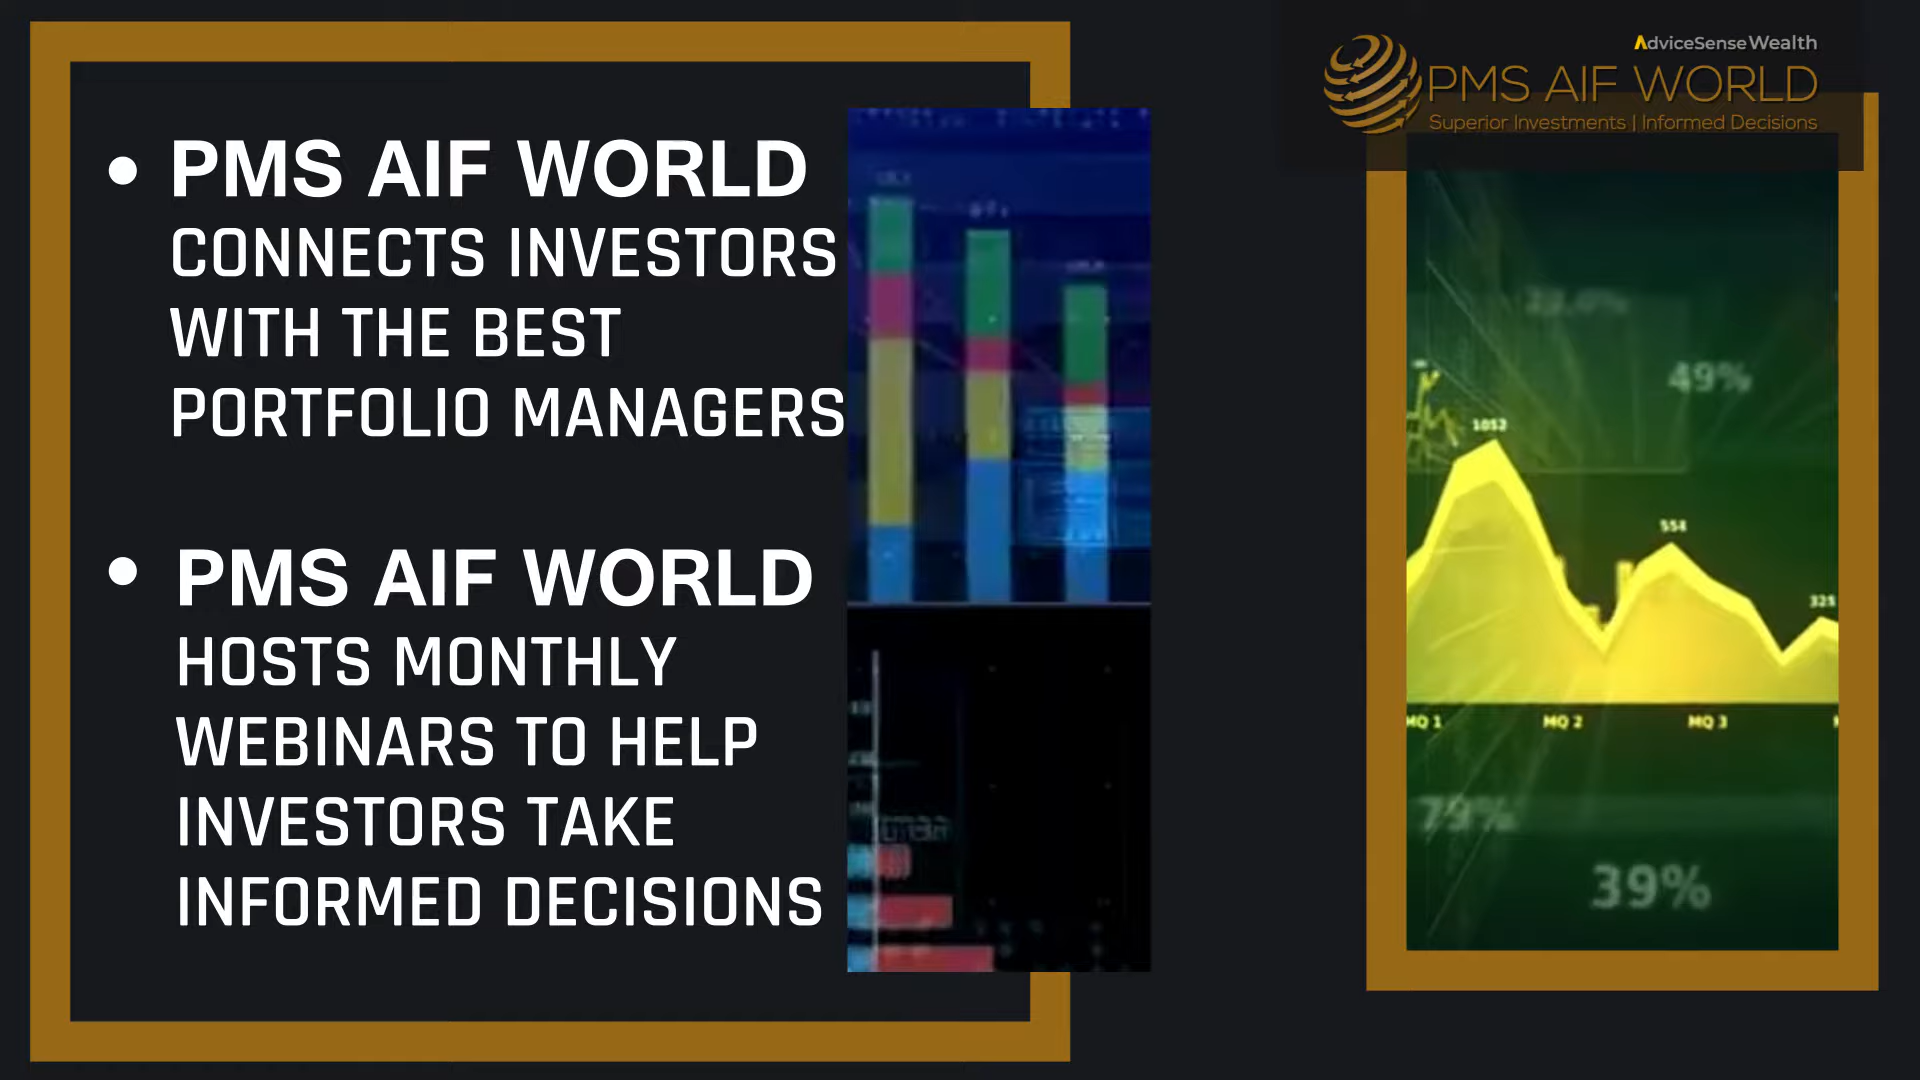 AdviceSenseWealth
PMS AIF WORLD
Superior Investments | Informed Decisions
• PMS AIF WORLD
CONNECTS INVESTORS
WITH THE BEST
PORTFOLIO MANAGERS
• PMS AIF WORLD
HOSTS MONTHLY
WEBINARS TO HELP
INVESTORS TAKE
INFORMED DECISIONS
49%
1052
554
325
MQ 1
MQ 2
MQ 3
79%
39%